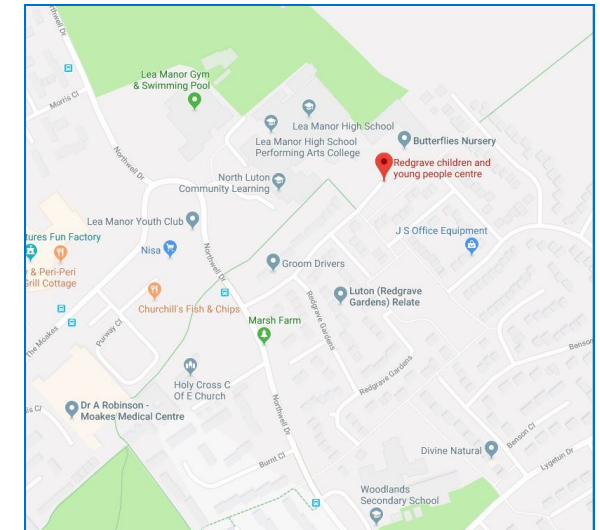 thwell Dr
Lea Manor Gym
& Swimming Pool
Morris Cl
Lea Manor High School
Lea Manor High School
Performing Arts College
Butterflies Nursery
Northwell Dr
Redgrave children and
young people centre
North Luton
Community Learning
Lea Manor Youth Club
J S Office Equipment
tures Fun Factory
Nisa
Northwell Dr
Groom Drivers
& Peri-Peri
Grill Cottage
Luton (Redgrave
Gardens) Relate
Churchill's Fish & Chips
Redgrave Gardens
Marsh Farm
The Moakes
Purway Cl
Benson
Holy Cross C
Of E Church
Redgrave Gardens
Dr A Robinson -
Moakes Medical Centre
Northwell Dr
Benson Cl
Divine Natural
Lygetun Dr
Burnt Cl
Woodlands
Secondary School